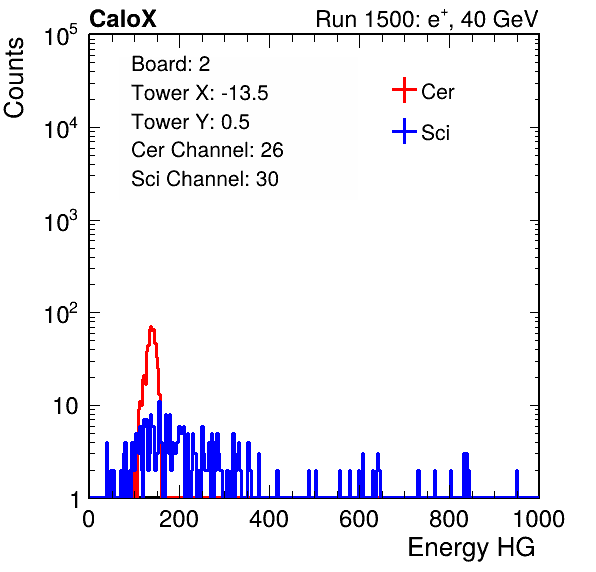 CaloX Run 1500: e⁺, 40 GeV
Counts
Board: 2
Tower X: -13.5
Tower Y: 0.5
Cer Channel: 26
Sci Channel: 30
Cer
Sci
10⁵
10⁴
10³
10²
10
1
0 200 400 600 800 1000
Energy HG